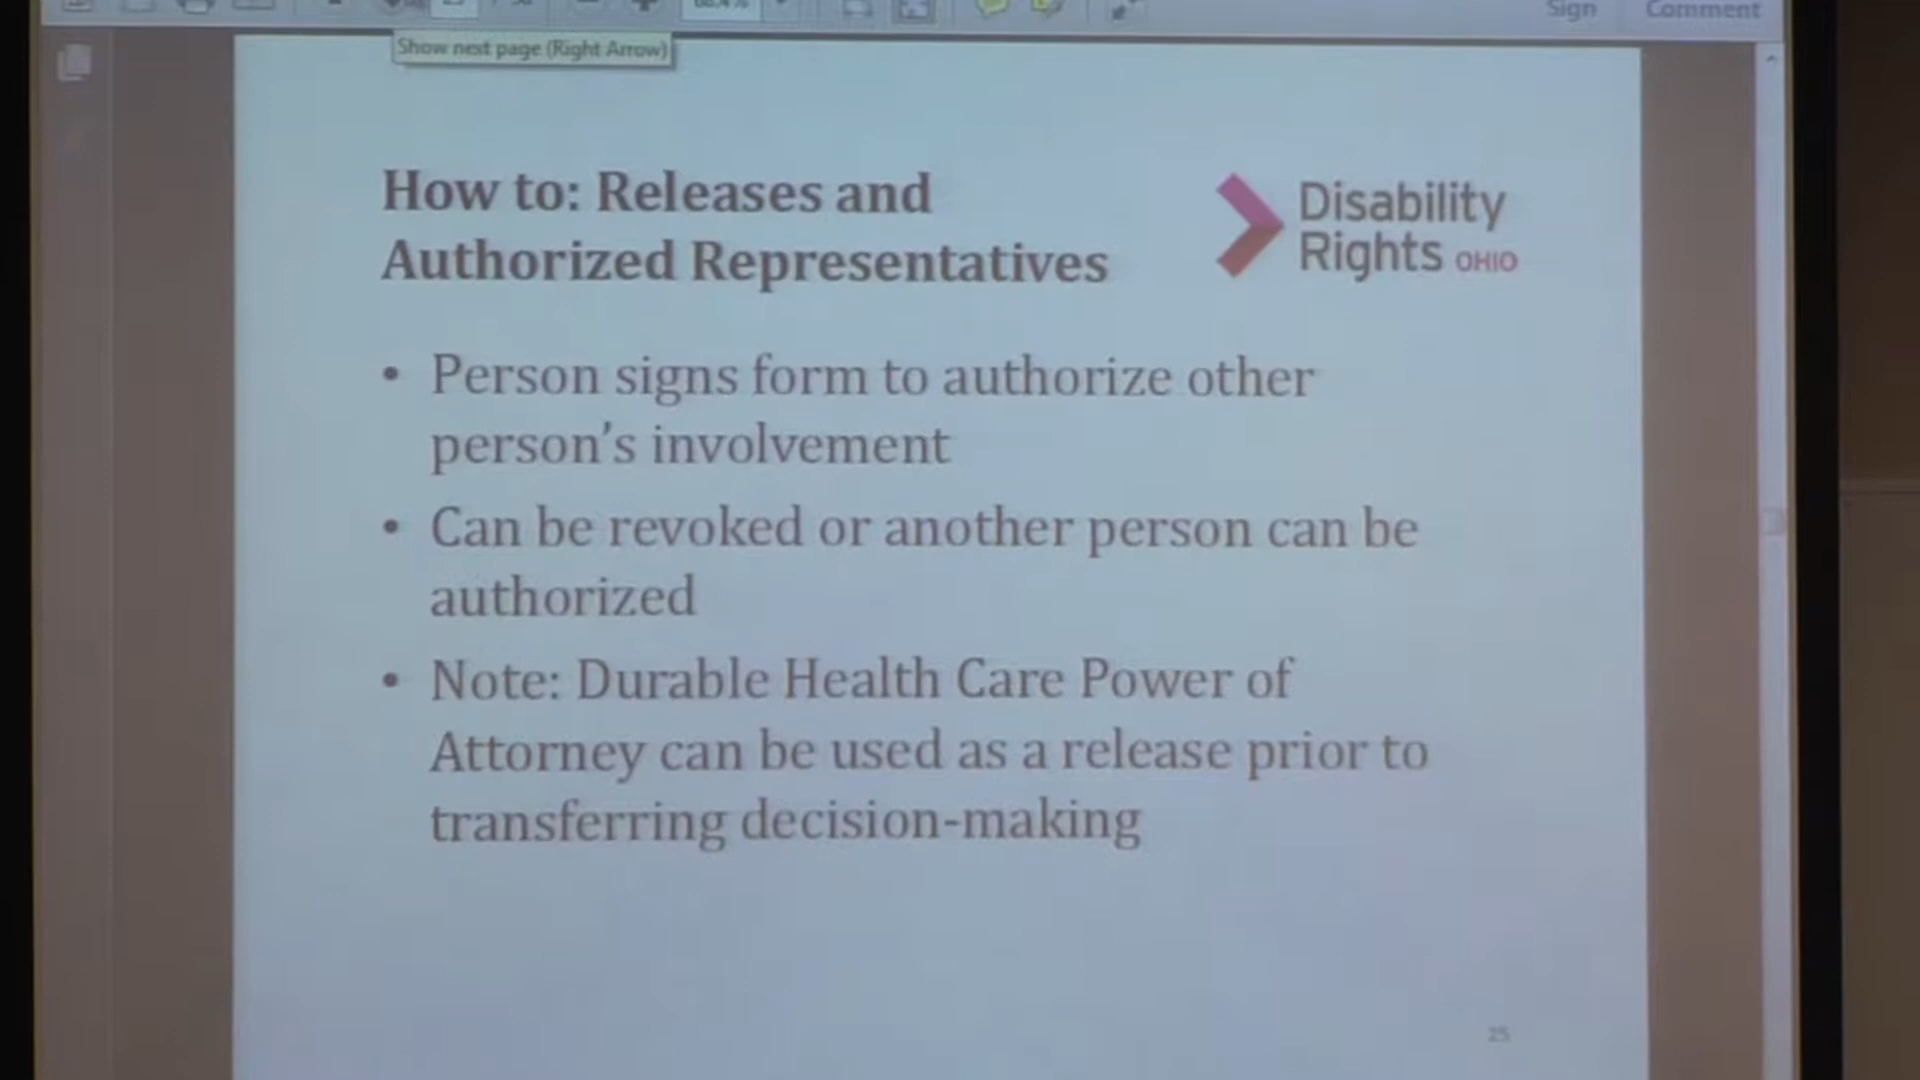 Sign Comment
Show next page (Right Arrow)
How to: Releases and
Authorized Representatives
Disability
Rights OHIO
• Person signs form to authorize other
person's involvement
• Can be revoked or another person can be
authorized
• Note: Durable Health Care Power of
Attorney can be used as a release prior to
transferring decision-making
25